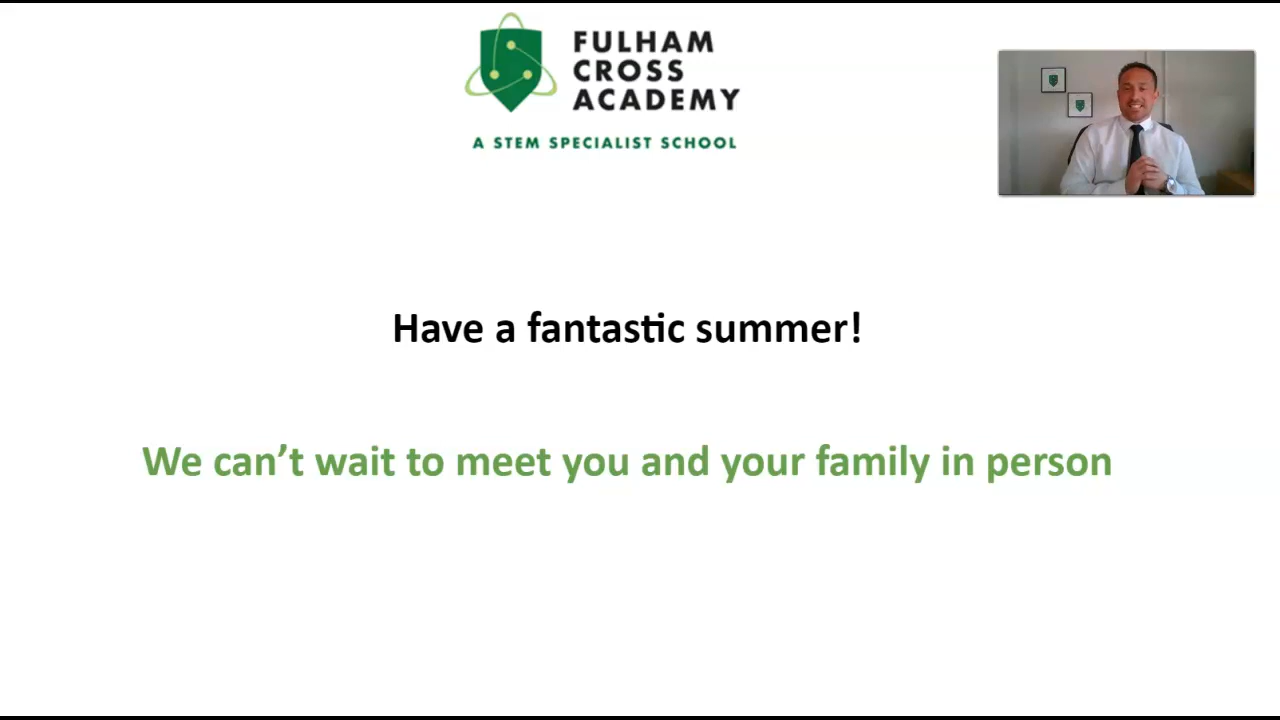 FULHAM
CROSS
ACADEMY
A STEM SPECIALIST SCHOOL
Have a fantastic summer!
We can’t wait to meet you and your family in person